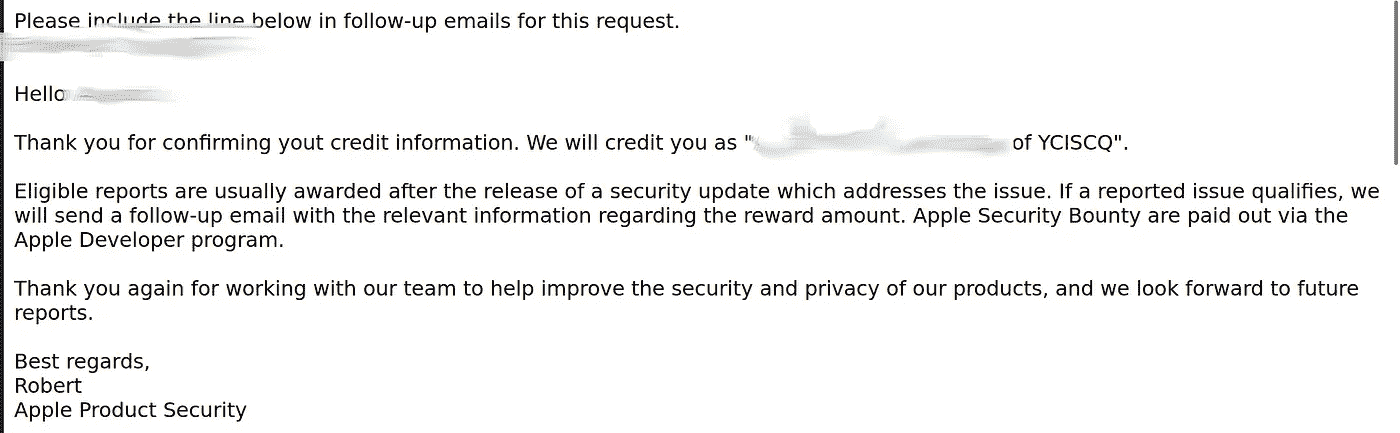 Please include the line below in follow-up emails for this request.
Hello
Thank you for confirming yout credit information. We will credit you as " of YCISCQ".
Eligible reports are usually awarded after the release of a security update which addresses the issue. If a reported issue qualifies, we
will send a follow-up email with the relevant information regarding the reward amount. Apple Security Bounty are paid out via the
Apple Developer program.
Thank you again for working with our team to help improve the security and privacy of our products, and we look forward to future
reports.
Best regards,
Robert
Apple Product Security